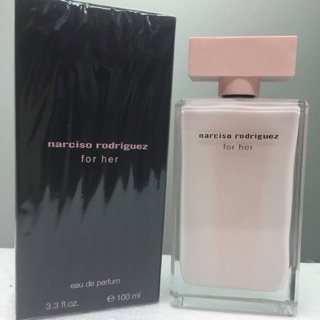 narciso rodriguez
for her
eau de parfum
3.3 fl.oz. ℮ 100 ml
narciso rodriguez
for her